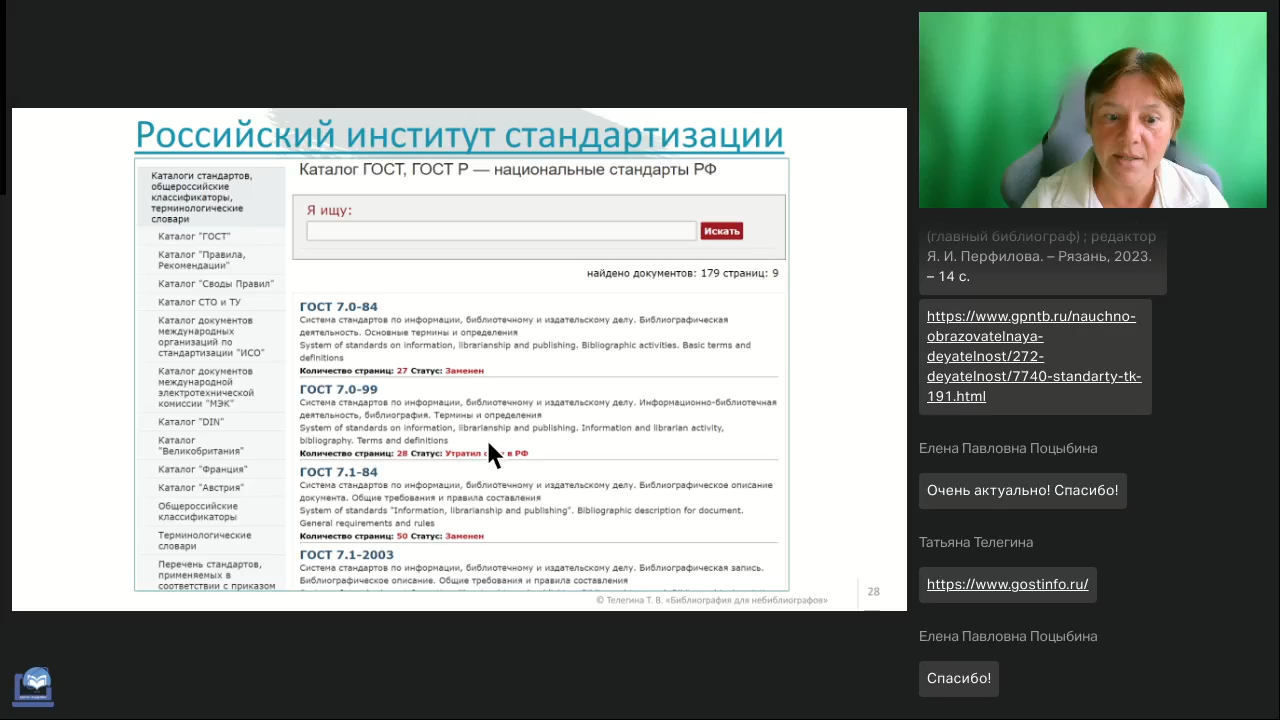 Российский институт стандартизации
Каталоги стандартов,
общероссийские
классификаторы,
терминологические
словари
Каталог "ГОСТ"
Каталог "Правила,
Рекомендации"
Каталог "Своды Правил"
Каталог СТО и ТУ
Каталог документов
международных
организаций по
стандартизации "ИСО"
Каталог документов
международной
электротехнической
комиссии "МЭК"
Каталог "DIN"
Каталог
"Великобритания"
Каталог "Франция"
Каталог "Австрия"
Общероссийские
классификаторы
Терминологические
словари
Перечень стандартов,
применяемых в
соответствии с приказом
Каталог ГОСТ, ГОСТ Р — национальные стандарты РФ
Я ищу:
Искать
найдено документов: 179 страниц: 9
ГОСТ 7.0-84
Система стандартов по информации, библиотечному и издательскому делу. Библиографическая
деятельность. Основные термины и определения
System of standards on information, librarianship and publishing. Bibliographic activities. Basic terms and
definitions
Количество страниц: 27 Статус: Заменен
ГОСТ 7.0-99
Система стандартов по информации, библиотечному и издательскому делу. Информационно-библиотечная
деятельность, библиография. Термины и определения
System of standards on information, librarianship and publishing. Information and librarian activity,
bibliography. Terms and definitions
Количество страниц: 28 Статус: Утратил в РФ
ГОСТ 7.1-84
Система стандартов по информации, библиотечному и издательскому делу. Библиографическое описание
документа. Общие требования и правила составления
System of standards "Information, librarianship and publishing". Bibliographic description for document.
General requirements and rules
Количество страниц: 50 Статус: Заменен
ГОСТ 7.1-2003
Система стандартов по информации, библиотечному и издательскому делу. Библиографическая запись.
Библиографическое описание. Общие требования и правила составления
© Телегина Т. В. «Библиография для небиблиографов»
28
(главный библиограф) ; редактор
Я. И. Перфилова. – Рязань, 2023.
– 14 с.
https://www.gpntb.ru/nauchno-
obrazovatelnaya-
deyatelnost/272-
deyatelnost/7740-standarty-tk-
191.html
Елена Павловна Поцыбина
Очень актуально! Спасибо!
Татьяна Телегина
https://www.gostinfo.ru/
Елена Павловна Поцыбина
Спасибо!